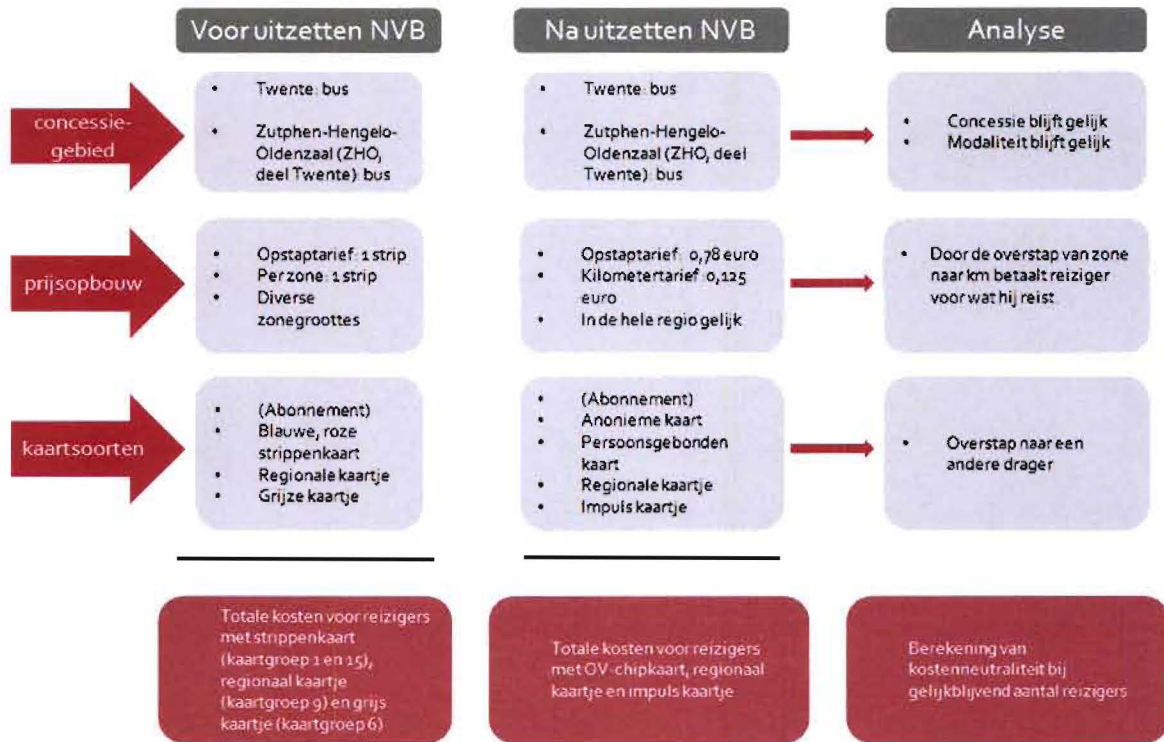 Voor uitzetten NVB
Na uitzetten NVB
Analyse
concessie-
gebied
• Twente: bus
• Zutphen-Hengelo-
Oldenzaal (ZHO,
deel Twente): bus
• Twente: bus
• Zutphen-Hengelo-
Oldenzaal (ZHO, deel
Twente): bus
• Concessie blijft gelijk
• Modaliteit blijft gelijk
prijsopbouw
• Opstaptarief: 1 strip
• Per zone: 1 strip
• Diverse
zonegroottes
• Opstaptarief: 0,78 euro
• Kilometertarief: 0,125
euro
• In de hele regio gelijk
• Door de overstap van zone
naar km betaalt reiziger
voor wat hij reist
kaartsoorten
• (Abonnement)
• Blauwe, roze
strippenkaart
• Regionale kaartje
• Grijze kaartje
• (Abonnement)
• Anonieme kaart
• Persoonsgebonden
kaart
• Regionale kaartje
• Impuls kaartje
• Overstap naar een
andere drager
Totale kosten voor reizigers
met strippenkaart
(kaartgroep 1 en 15),
regionaal kaartje
(kaartgroep 9) en grijs
kaartje (kaartgroep 6)
Totale kosten voor reizigers
met OV-chipkaart, regionaal
kaartje en impuls kaartje
Berekening van
kostenneutraliteit bij
gelijkblijvend aantal reizigers